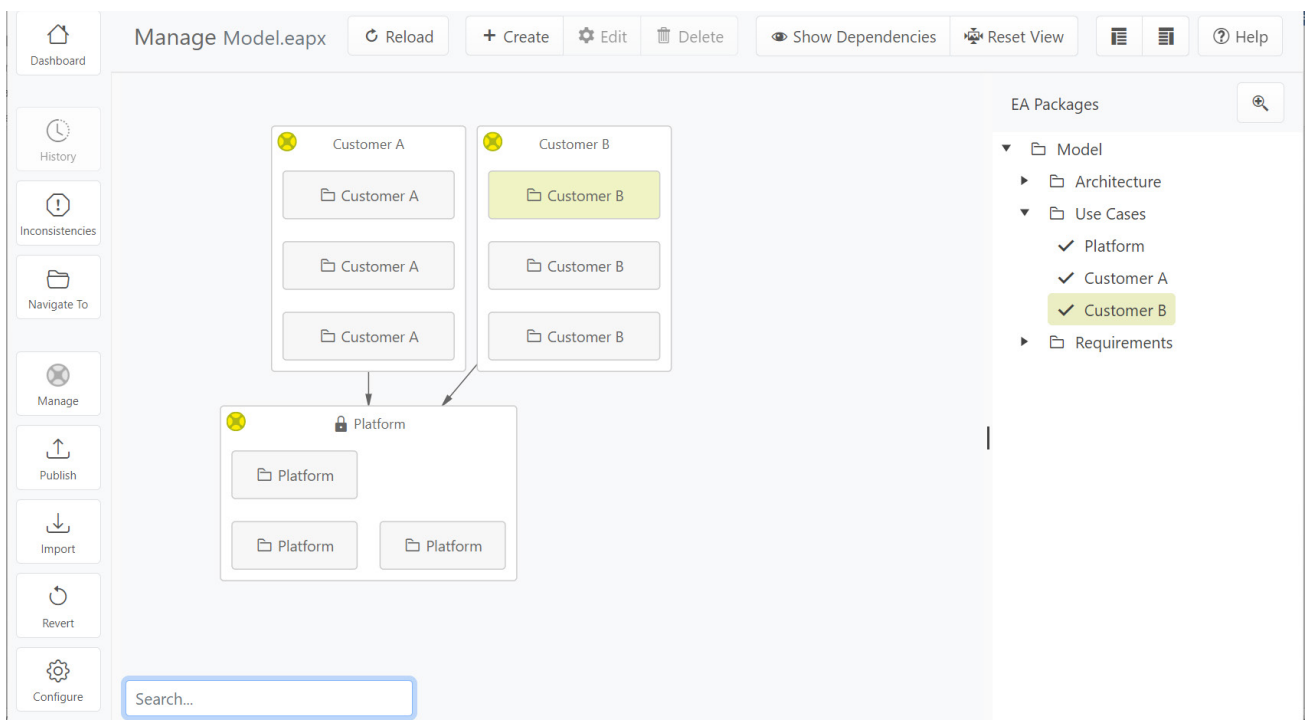 Dashboard
History
Inconsistencies
Navigate To
Manage
Publish
Import
Revert
Configure
Manage Model.eapx
Reload
Create
Edit
Delete
Show Dependencies
Reset View
Help
Customer A
Customer A
Customer A
Customer A
Customer B
Customer B
Customer B
Customer B
Platform
Platform
Platform
Platform
Search...
EA Packages
Model
Architecture
Use Cases
Platform
Customer A
Customer B
Requirements